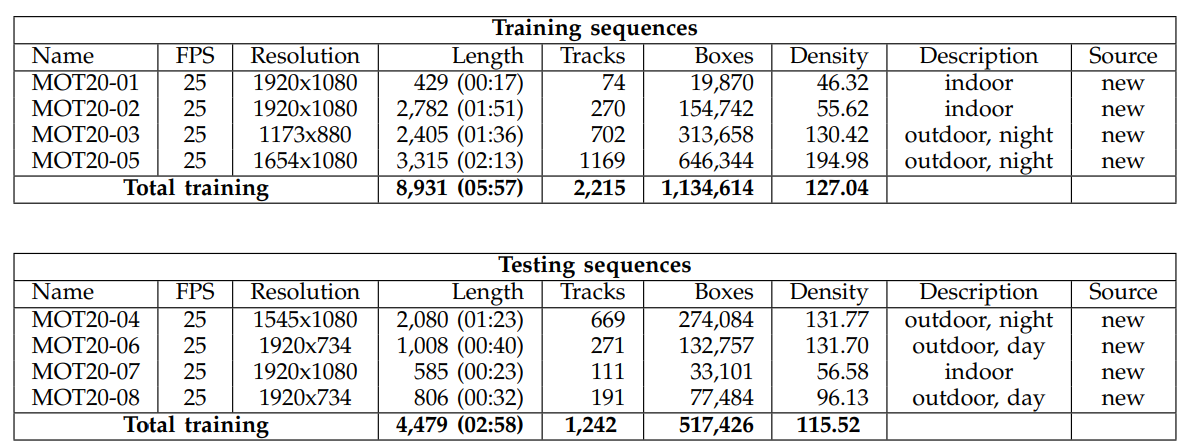 Training sequences
Name FPS Resolution Length Tracks Boxes Density Description Source
MOT20-01 25 1920x1080 429 (00:17) 74 19,870 46.32 indoor new
MOT20-02 25 1920x1080 2,782 (01:51) 270 154,742 55.62 indoor new
MOT20-03 25 1173x880 2,405 (01:36) 702 313,658 130.42 outdoor, night new
MOT20-05 25 1654x1080 3,315 (02:13) 1169 646,344 194.98 outdoor, night new
Total training 8,931 (05:57) 2,215 1,134,614 127.04
Testing sequences
Name FPS Resolution Length Tracks Boxes Density Description Source
MOT20-04 25 1545x1080 2,080 (01:23) 669 274,084 131.77 outdoor, night new
MOT20-06 25 1920x734 1,008 (00:40) 271 132,757 131.70 outdoor, day new
MOT20-07 25 1920x1080 585 (00:23) 111 33,101 56.58 indoor new
MOT20-08 25 1920x734 806 (00:32) 191 77,484 96.13 outdoor, day new
Total training 4,479 (02:58) 1,242 517,426 115.52